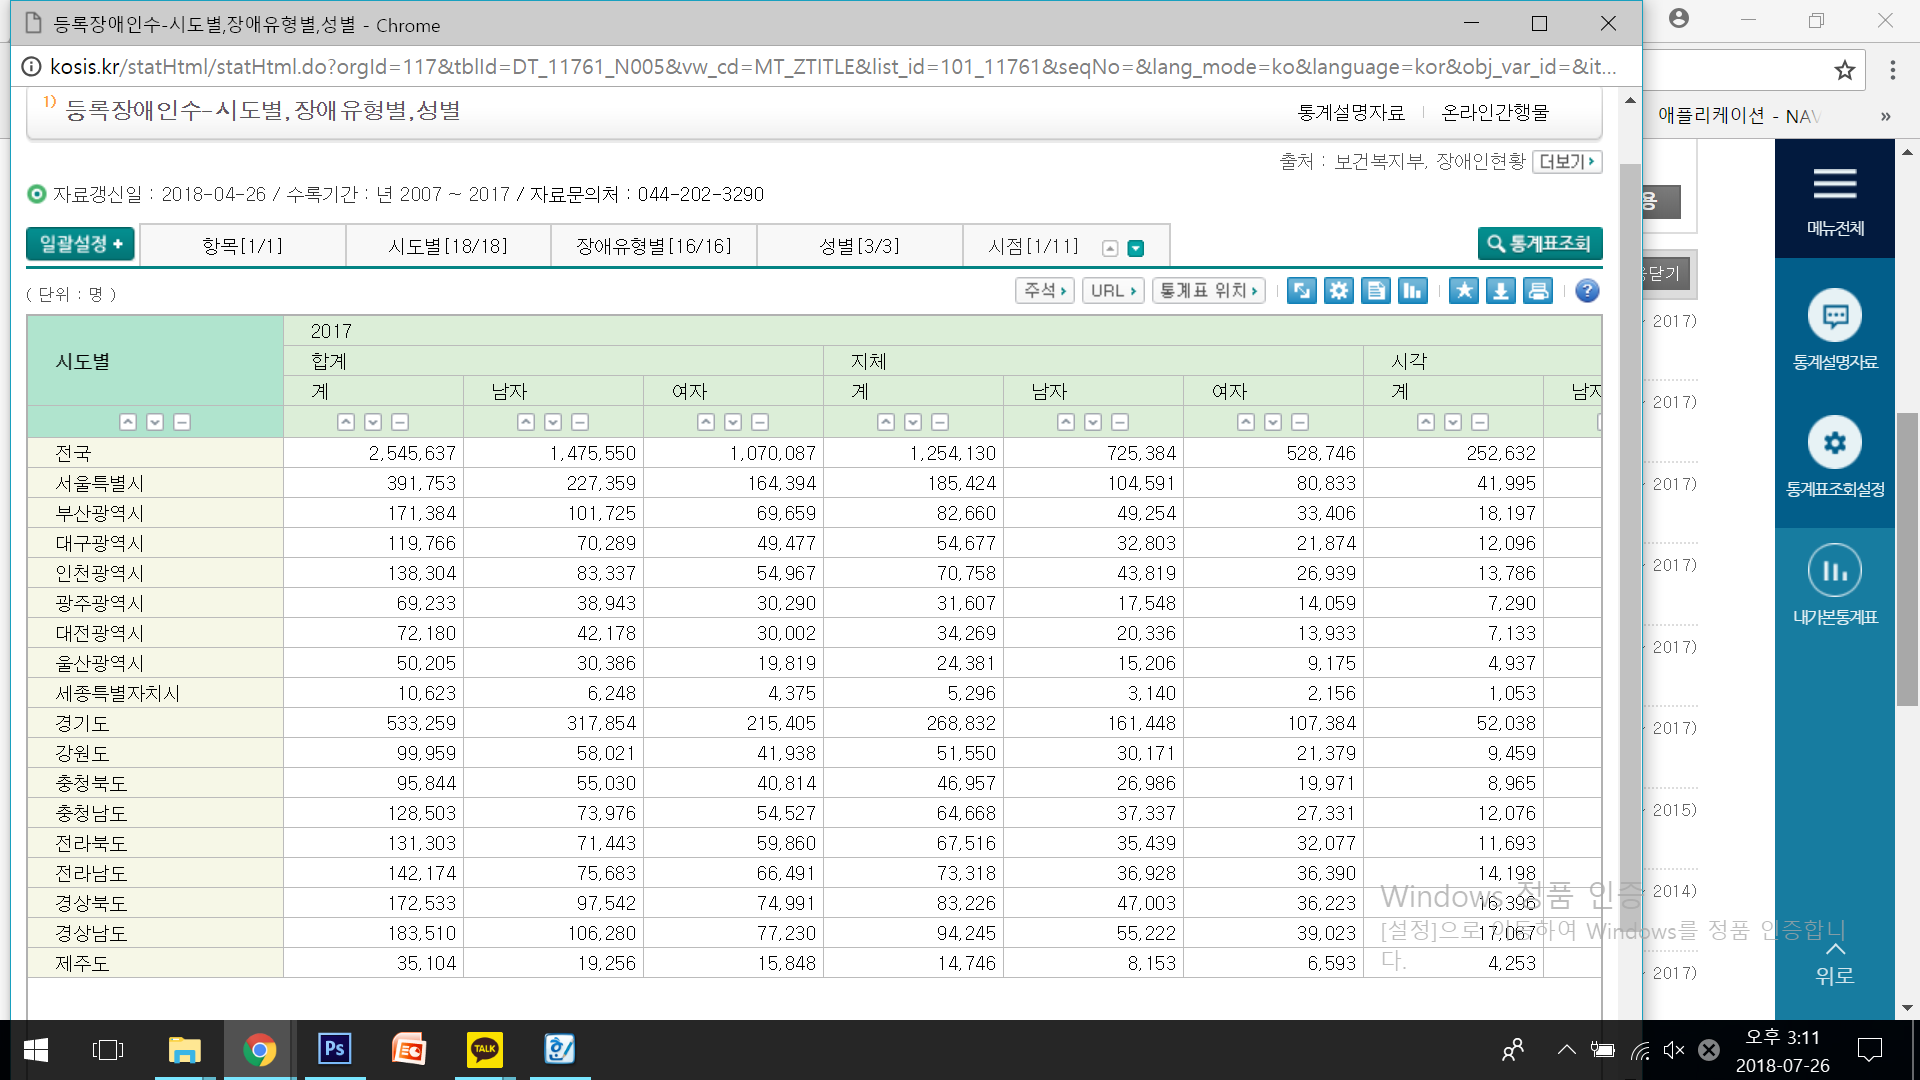 등록장애인수-시도별,장애유형별,성별 - Chrome
kosis.kr/statHtml/statHtml.do?orgId=117&tblId=DT_11761_N005&vw_cd=MT_ZTITLE&list_id=101_11761&seqNo=&lang_mode=ko&language=kor&obj_var_id=&it...
애플리케이션 - NAV »
1) 등록장애인수-시도별,장애유형별,성별 통계설명자료 온라인간행물
출처 : 보건복지부, 장애인현황 더보기
자료갱신일 : 2018-04-26 / 수록기간 : 년 2007 ~ 2017 / 자료문의처 : 044-202-3290
일괄설정 + 항목[1/1] 시도별[18/18] 장애유형별[16/16] 성별[3/3] 시점[1/11] 통계표조회
( 단위 : 명 ) 주석 URL 통계표 위치 ?
시도별 2017
합계 지체 시각
계 남자 여자 계 남자 여자 계 남자
전국 2,545,637 1,475,550 1,070,087 1,254,130 725,384 528,746 252,632
서울특별시 391,753 227,359 164,394 185,424 104,591 80,833 41,995
부산광역시 171,384 101,725 69,659 82,660 49,254 33,406 18,197
대구광역시 119,766 70,289 49,477 54,677 32,803 21,874 12,096
인천광역시 138,304 83,337 54,967 70,758 43,819 26,939 13,786
광주광역시 69,233 38,943 30,290 31,607 17,548 14,059 7,290
대전광역시 72,180 42,178 30,002 34,269 20,336 13,933 7,133
울산광역시 50,205 30,386 19,819 24,381 15,206 9,175 4,937
세종특별자치시 10,623 6,248 4,375 5,296 3,140 2,156 1,053
경기도 533,259 317,854 215,405 268,832 161,448 107,384 52,038
강원도 99,959 58,021 41,938 51,550 30,171 21,379 9,459
충청북도 95,844 55,030 40,814 46,957 26,986 19,971 8,965
충청남도 128,503 73,976 54,527 64,668 37,337 27,331 12,076
전라북도 131,303 71,443 59,860 67,516 35,439 32,077 11,693
전라남도 142,174 75,683 66,491 73,318 36,928 36,390 14,198
경상북도 172,533 97,542 74,991 83,226 47,003 36,223 16,396
경상남도 183,510 106,280 77,230 94,245 55,222 39,023 17,067
제주도 35,104 19,256 15,848 14,746 8,153 6,593 4,253
용
닫기
2017)
2017)
2017)
2017)
2017)
2017)
2015)
2014)
2017)
메뉴전체
통계설명자료
통계표조회설정
내가본통계표
위로
Windows 정품 인증
[설정]으로 이동하여 Windows를 정품 인증합니
다.
Ps
TALK
오후 3:11
2018-07-26